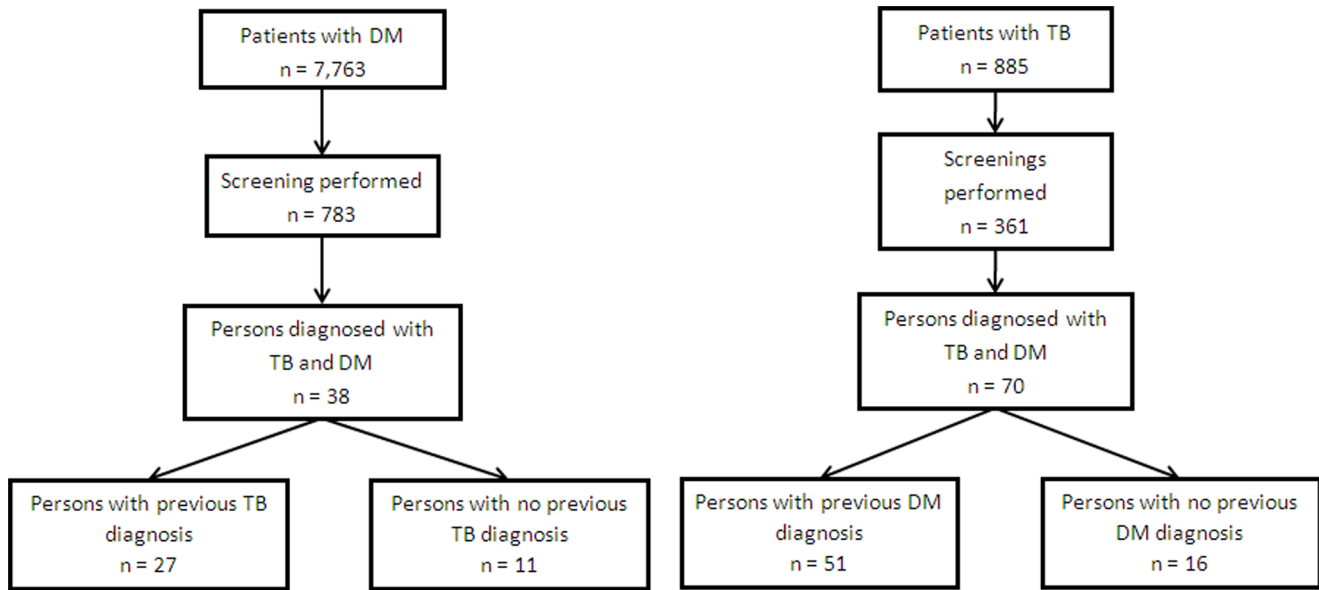 Patients with DM
n = 7,763
Screening performed
n = 783
Persons diagnosed with
TB and DM
n = 38
Persons with previous TB
diagnosis
n = 27
Persons with no previous
TB diagnosis
n = 11
Patients with TB
n = 885
Screenings
performed
n = 361
Persons diagnosed with
TB and DM
n = 70
Persons with previous DM
diagnosis
n = 51
Persons with no previous
DM diagnosis
n = 16